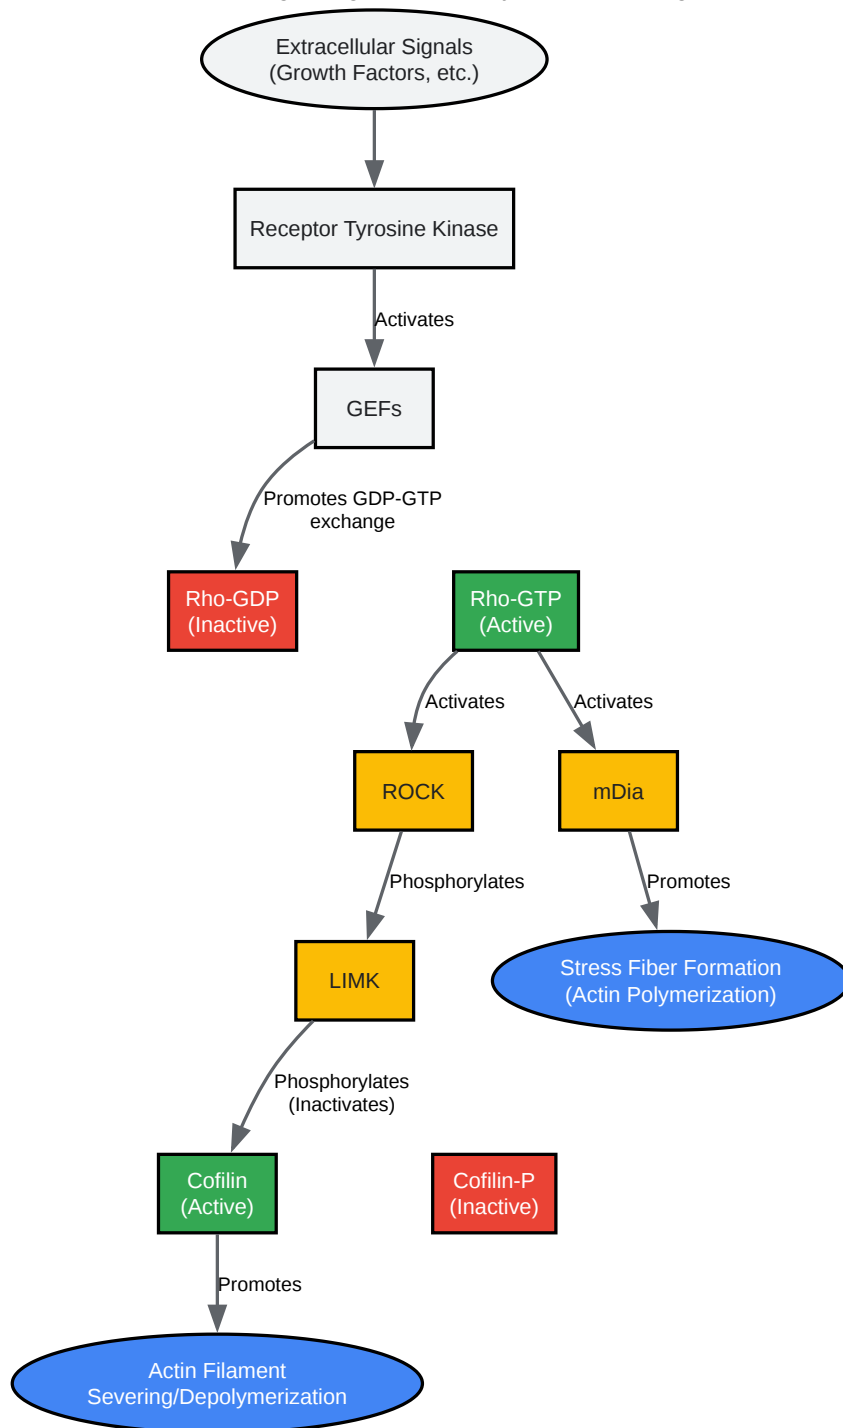 Extracellular Signals
(Growth Factors, etc.)
Receptor Tyrosine Kinase
Activates
GEFs
Promotes GDP-GTP
exchange
Rho-GDP
(Inactive)
Rho-GTP
(Active)
Activates
Activates
ROCK
mDia
Phosphorylates
Promotes
LIMK
Stress Fiber Formation
(Actin Polymerization)
Phosphorylates
(Inactivates)
Cofilin
(Active)
Cofilin-P
(Inactive)
Promotes
Actin Filament
Severing/Depolymerization